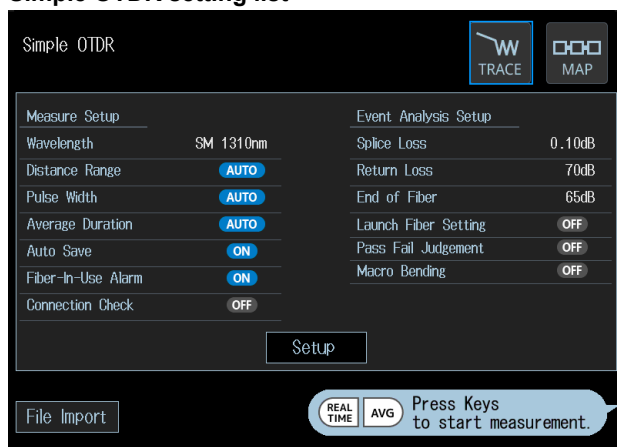 Simple OTDR
TRACE
MAP
Measure Setup
Wavelength SM 1310nm
Distance Range AUTO
Pulse Width AUTO
Average Duration AUTO
Auto Save ON
Fiber-In-Use Alarm ON
Connection Check OFF
Event Analysis Setup
Splice Loss 0.10dB
Return Loss 70dB
End of Fiber 65dB
Launch Fiber Setting OFF
Pass Fail Judgement OFF
Macro Bending OFF
Setup
File Import
REAL TIME AVG
Press Keys
to start measurement.